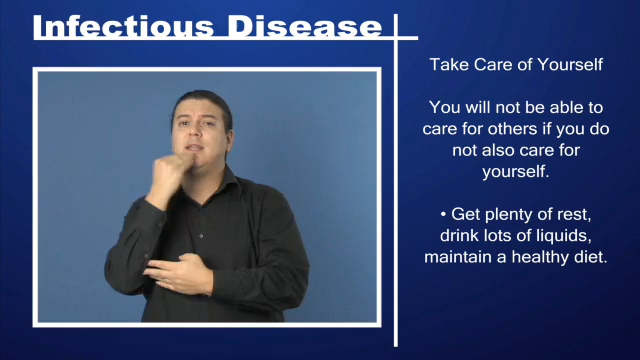 Infectious Disease
Take Care of Yourself
You will not be able to
care for others if you do
not also care for
yourself.
• Get plenty of rest,
drink lots of liquids,
maintain a healthy diet.